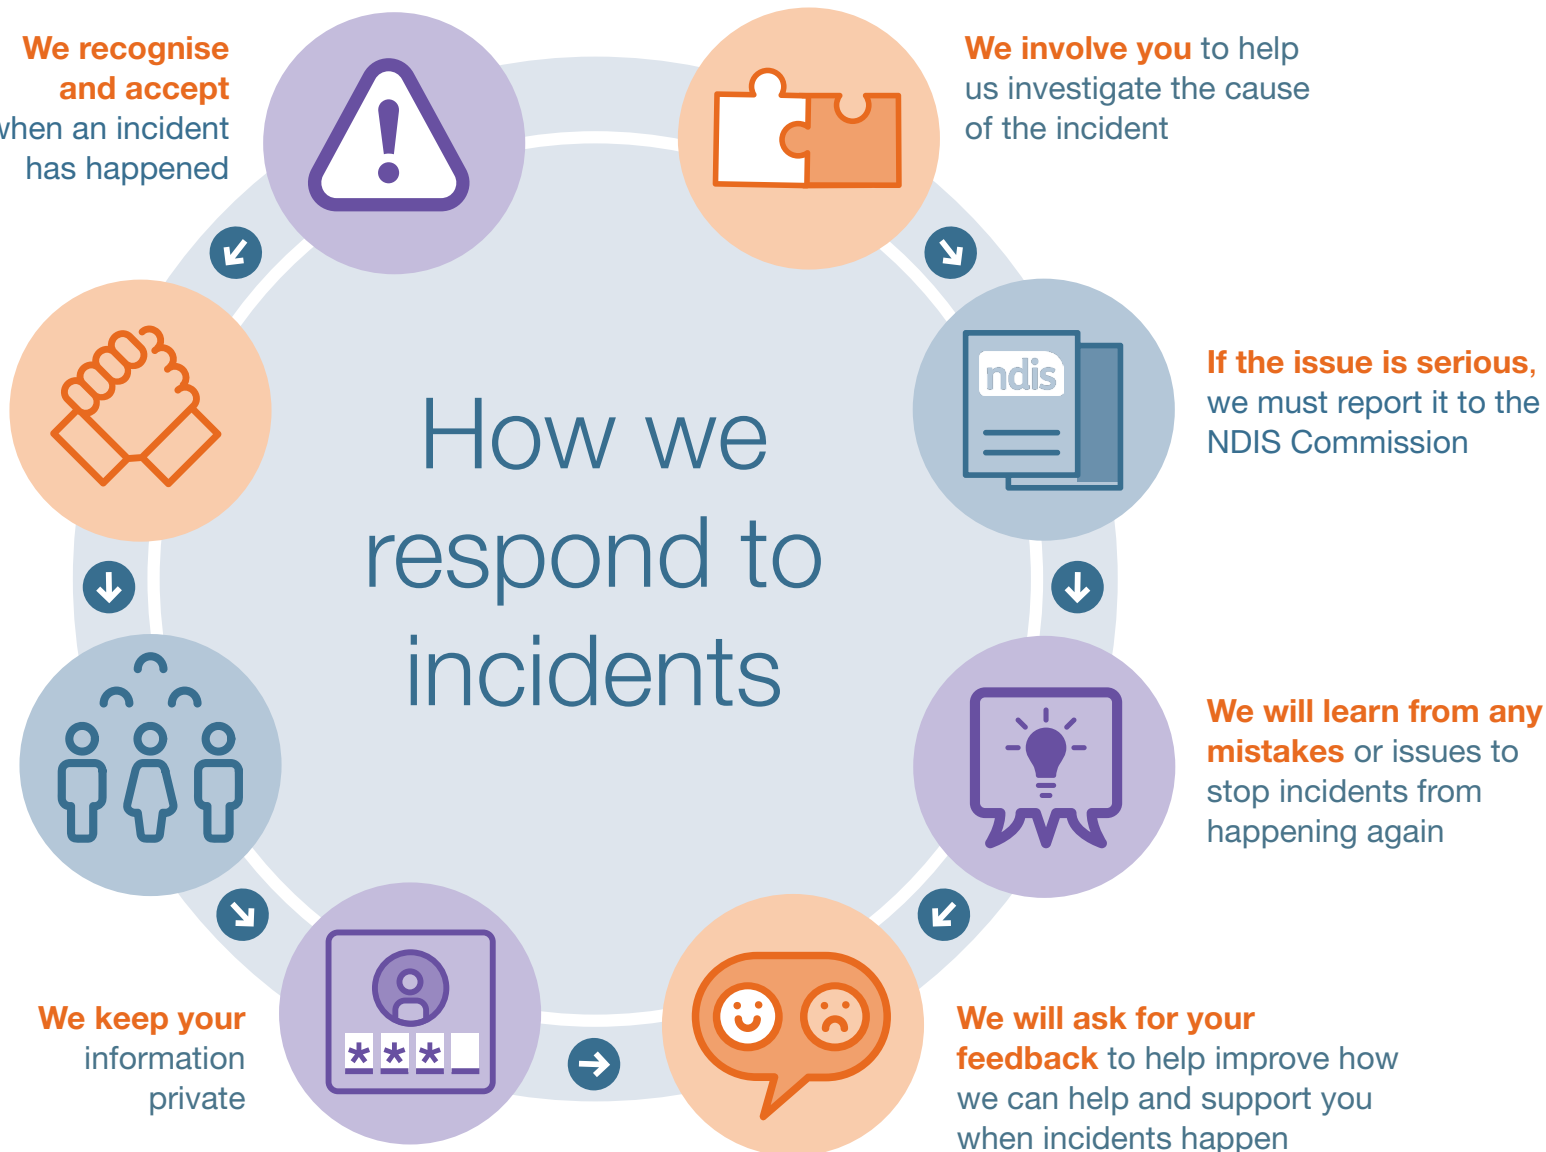 We recognise
and accept
when an incident
has happened
We involve you to help
us investigate the cause
of the incident
ndis
If the issue is serious,
we must report it to the
NDIS Commission
How we
respond to
incidents
We will learn from any
mistakes or issues to
stop incidents from
happening again
We keep your
information
private
* * *
We will ask for your
feedback to help improve how
we can help and support you
when incidents happen